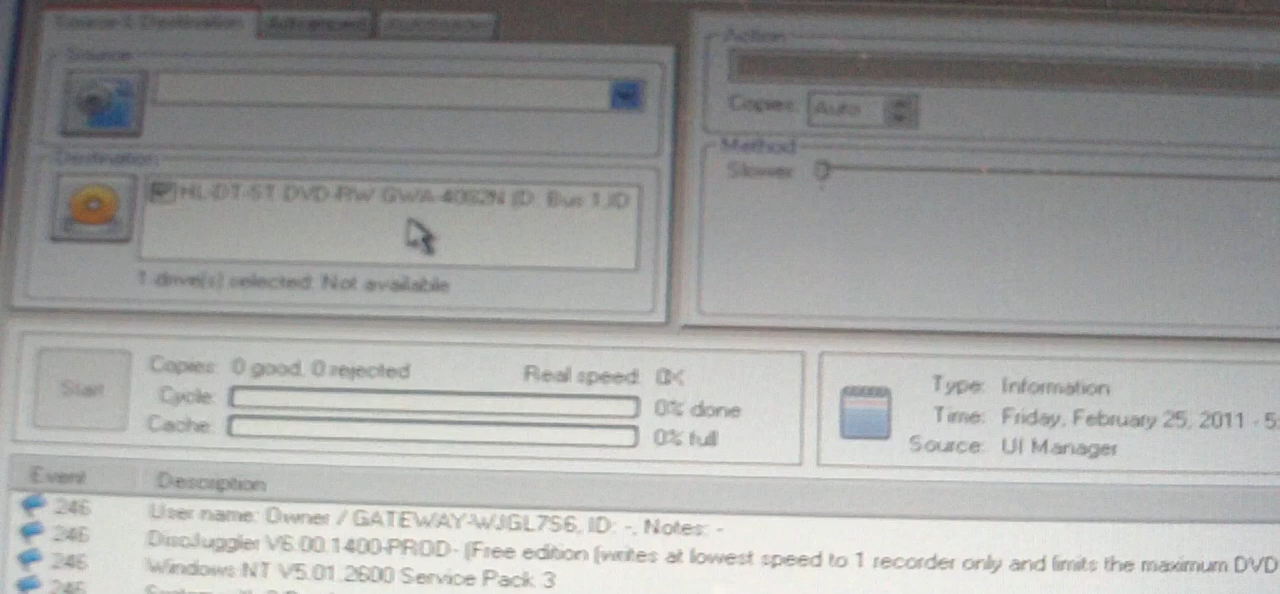 Source & Destination Advanced
Source
Destination
HL-DT-ST DVD-RW GWA-4082N (D: Bus 1,ID
1 drive(s) selected: Not available
Action
Copies: Auto
Method
Slower
Start
Copies: 0 good, 0 rejected Real speed: 0X
Cycle: 0% done
Cache: 0% full
Type: Information
Time: Friday, February 25, 2011 - 5:
Source: UI Manager
Event Description
246 User name: Owner / GATEWAY-WJGL7S6, ID: -, Notes: -
246 DiscJuggler V6.00.1400-PROD- (Free edition (writes at lowest speed to 1 recorder only and limits the maximum DVD
246 Windows NT V5.01.2600 Service Pack 3
246